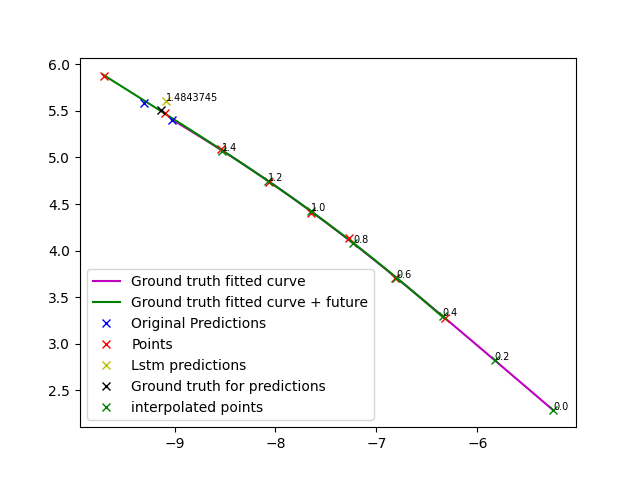 6.0
5.5
5.0
4.5
4.0
3.5
3.0
2.5
1.4843745
1.4
1.2
1.0
0.8
0.6
0.4
0.2
0.0
Ground truth fitted curve
Ground truth fitted curve + future
Original Predictions
Points
Lstm predictions
Ground truth for predictions
interpolated points
−9 −8 −7 −6